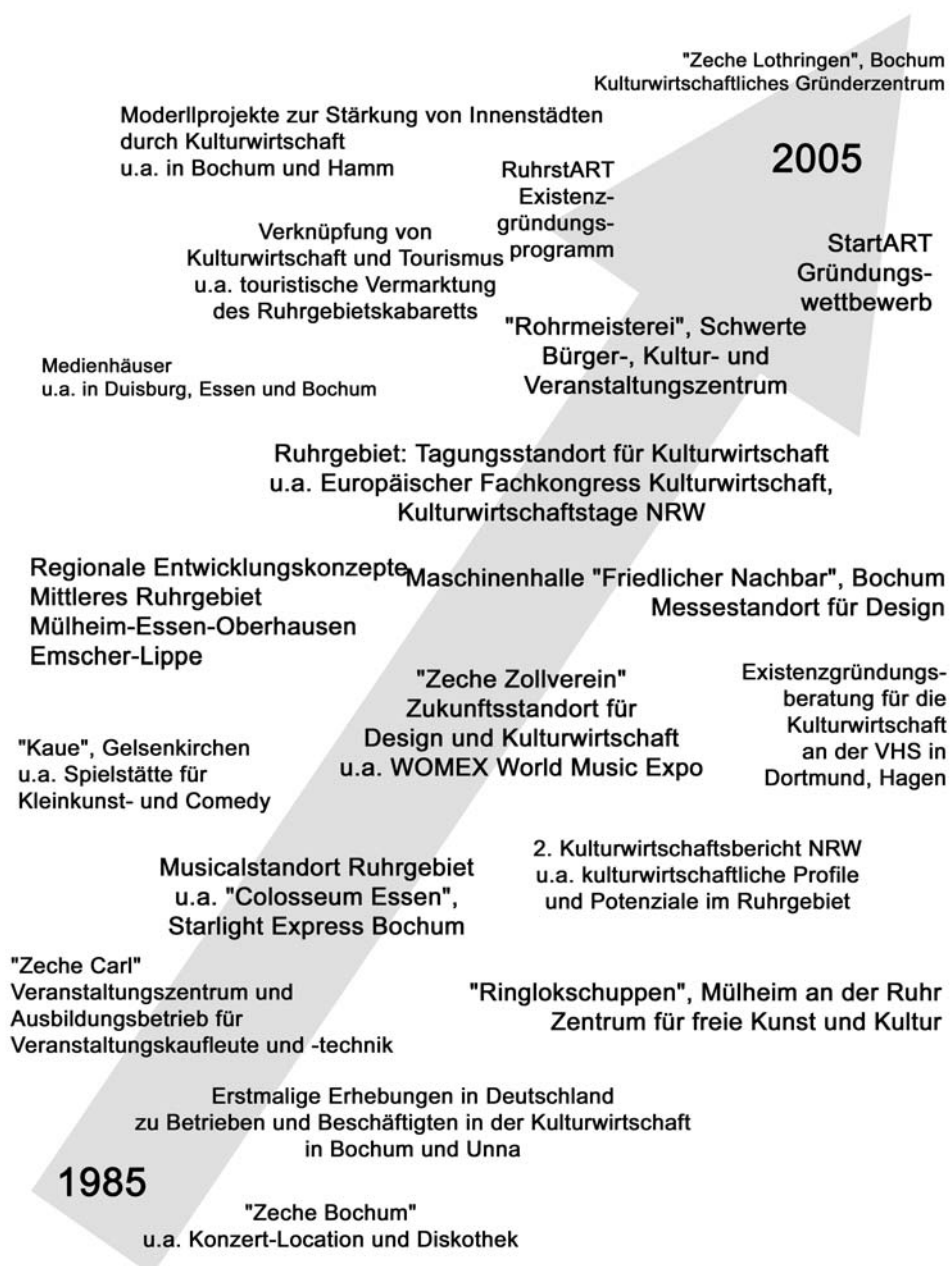 "Zeche Lothringen", Bochum
Kulturwirtschaftliches Gründerzentrum
Moderllprojekte zur Stärkung von Innenstädten
durch Kulturwirtschaft
u.a. in Bochum und Hamm
2005
RuhrstART
Existenz-
gründungs-
programm
Verknüpfung von
Kulturwirtschaft und Tourismus
u.a. touristische Vermarktung
des Ruhrgebietskabaretts
StartART
Gründungs-
wettbewerb
"Rohrmeisterei", Schwerte
Bürger-, Kultur- und
Veranstaltungszentrum
Medienhäuser
u.a. in Duisburg, Essen und Bochum
Ruhrgebiet: Tagungsstandort für Kulturwirtschaft
u.a. Europäischer Fachkongress Kulturwirtschaft,
Kulturwirtschaftstage NRW
Regionale Entwicklungskonzepte
Mittleres Ruhrgebiet
Mülheim-Essen-Oberhausen
Emscher-Lippe
Maschinenhalle "Friedlicher Nachbar", Bochum
Messestandort für Design
"Zeche Zollverein"
Zukunftsstandort für
Design und Kulturwirtschaft
u.a. WOMEX World Music Expo
Existenzgründungs-
beratung für die
Kulturwirtschaft
an der VHS in
Dortmund, Hagen
"Kaue", Gelsenkirchen
u.a. Spielstätte für
Kleinkunst- und Comedy
2. Kulturwirtschaftsbericht NRW
u.a. kulturwirtschaftliche Profile
und Potenziale im Ruhrgebiet
Musicalstandort Ruhrgebiet
u.a. "Colosseum Essen",
Starlight Express Bochum
"Zeche Carl"
Veranstaltungszentrum und
Ausbildungsbetrieb für
Veranstaltungskaufleute und -technik
"Ringlokschuppen", Mülheim an der Ruhr
Zentrum für freie Kunst und Kultur
Erstmalige Erhebungen in Deutschland
zu Betrieben und Beschäftigten in der Kulturwirtschaft
in Bochum und Unna
1985
"Zeche Bochum"
u.a. Konzert-Location und Diskothek